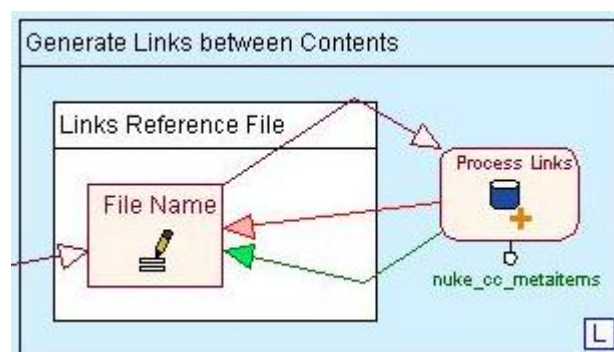 Generate Links between Contents
Links Reference File
File Name
Process Links
nuke_cc_metaitems
L